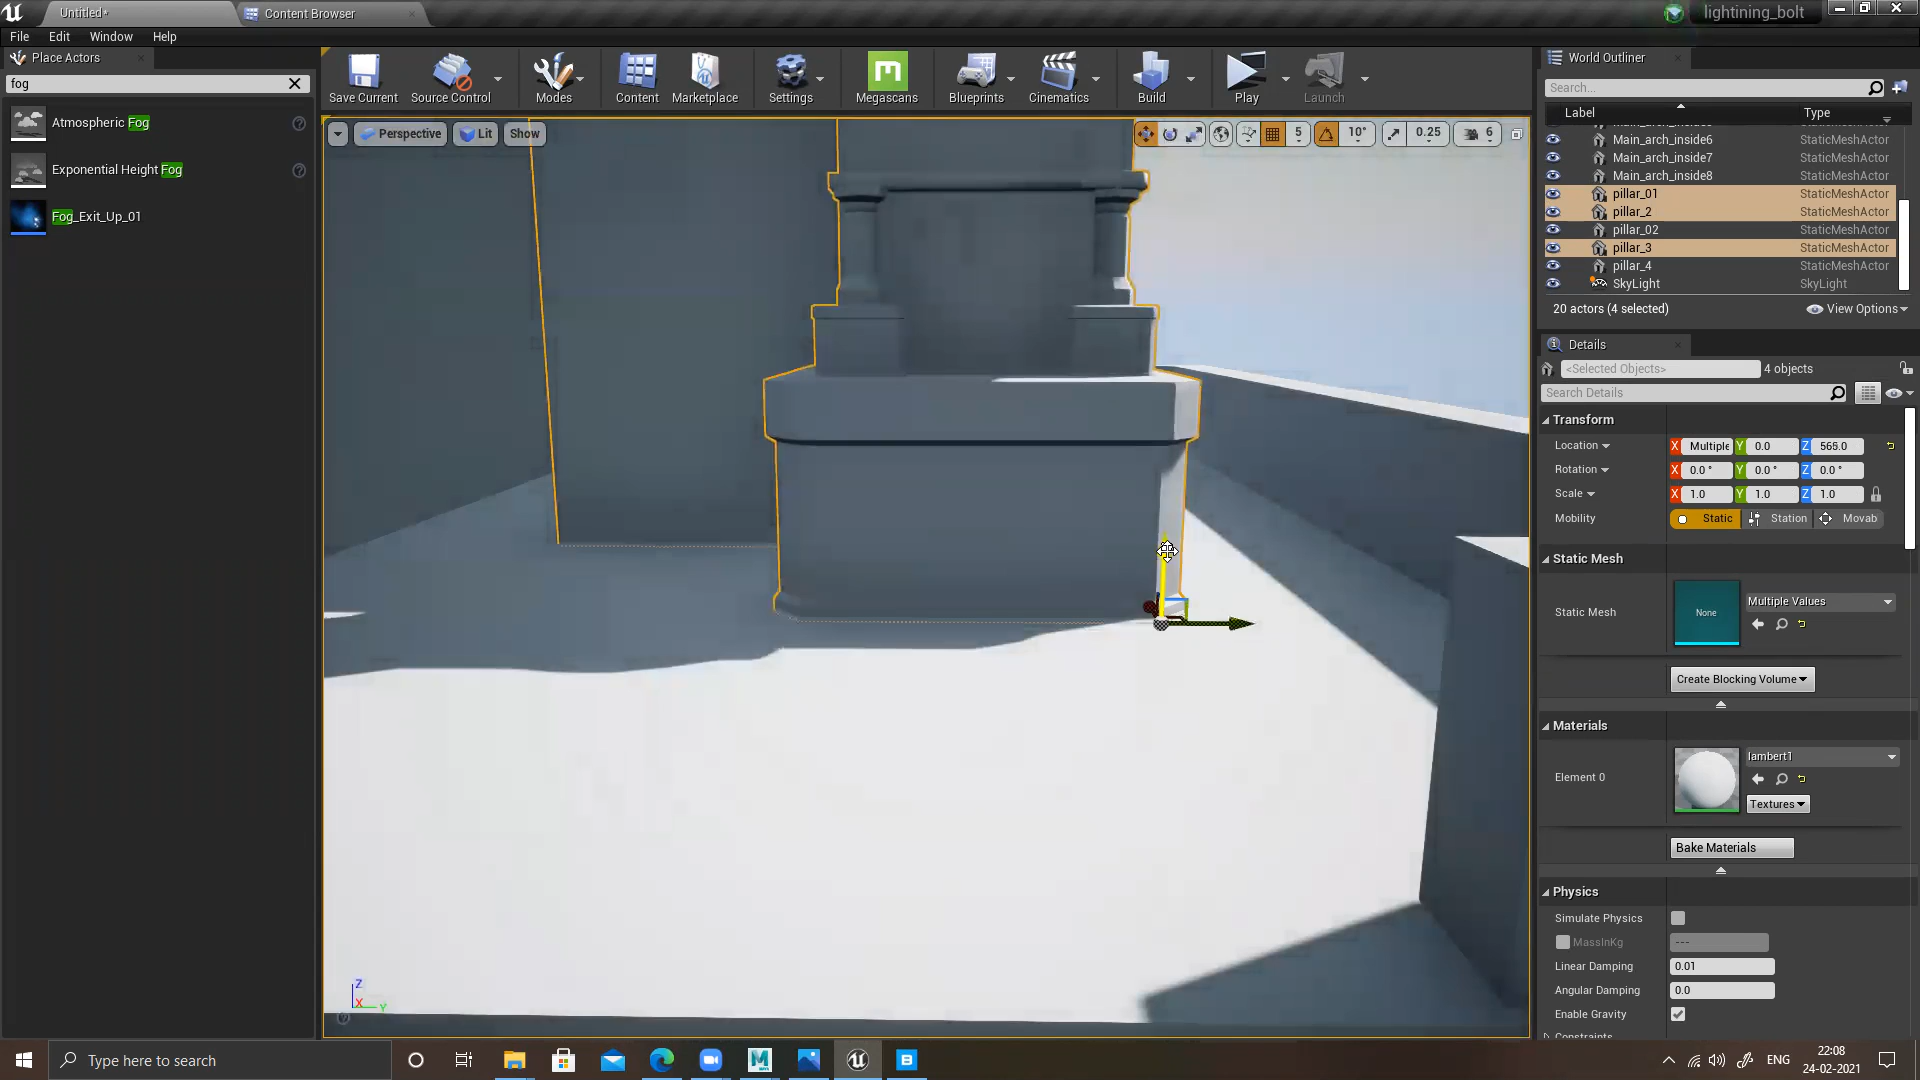 Untitled*
Content Browser
lightining_bolt
File Edit Window Help
Place Actors
fog
Atmospheric Fog
Exponential Height Fog
Fog_Exit_Up_01
Save Current
Source Control
Modes
Content
Marketplace
Settings
Megascans
Blueprints
Cinematics
Build
Play
Launch
Perspective
Lit
Show
5
10°
0.25
6
World Outliner
Search...
Label Type
Main_arch_inside6 StaticMeshActor
Main_arch_inside7 StaticMeshActor
Main_arch_inside8 StaticMeshActor
pillar_01 StaticMeshActor
pillar_2 StaticMeshActor
pillar_02 StaticMeshActor
pillar_3 StaticMeshActor
pillar_4 StaticMeshActor
SkyLight SkyLight
20 actors (4 selected) View Options
Details
<Selected Objects> 4 objects
Search Details
Transform
Location X Multiple Y 0.0 Z 565.0
Rotation X 0.0 ° Y 0.0 ° Z 0.0 °
Scale X 1.0 Y 1.0 Z 1.0
Mobility Static Station Movab
Static Mesh
Static Mesh None Multiple Values
Create Blocking Volume
Materials
Element 0 lambert1
Textures
Bake Materials
Physics
Simulate Physics
MassInKg ---
Linear Damping 0.01
Angular Damping 0.0
Enable Gravity
Constraints
Z
X Y
Type here to search
ENG
22:08
24-02-2021